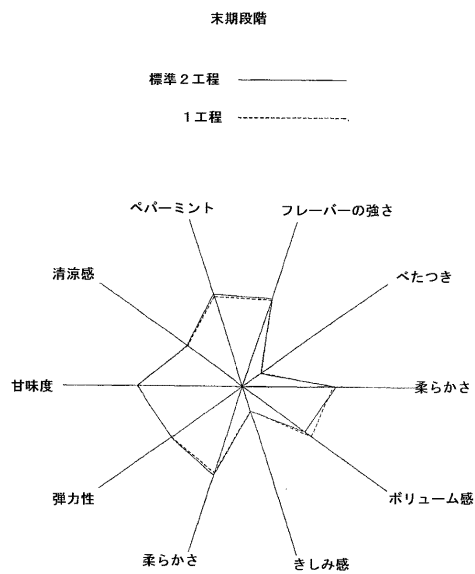 末期段階
標準２工程
１工程
ペパーミント
フレーバーの強さ
清涼感
べたつき
甘味度
柔らかさ
弾力性
ボリューム感
柔らかさ
きしみ感